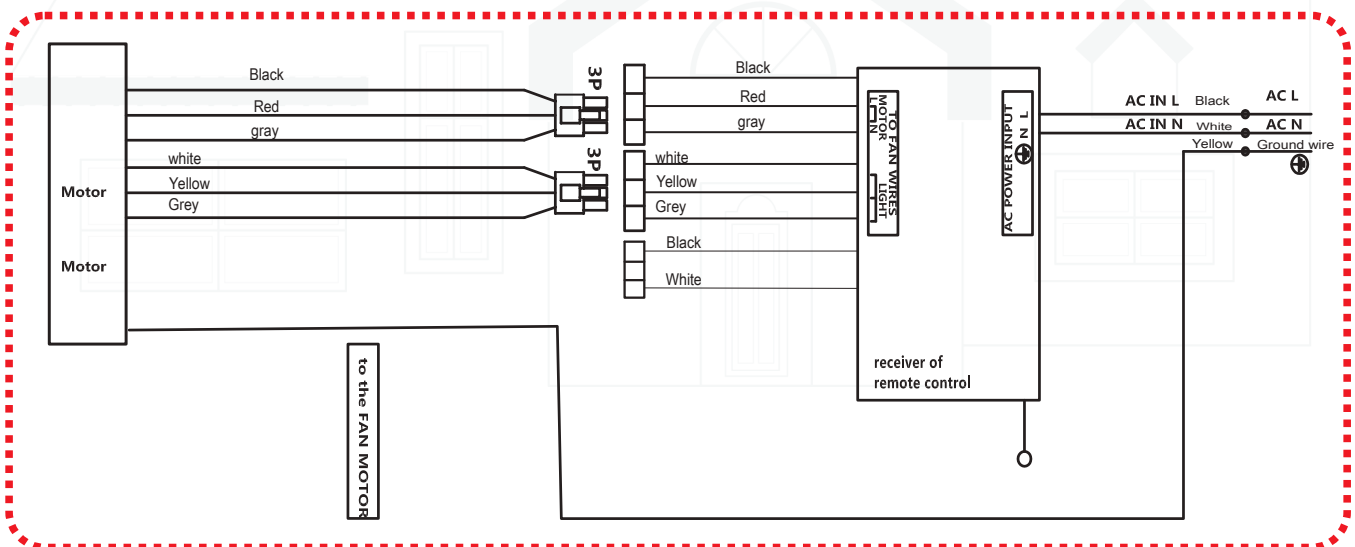 Black
Red
gray
white
Yellow
Grey
Motor
Motor
3P
3P
Black
Red
gray
white
Yellow
Grey
Black
White
TO FAN WIRES
MOTOR
L N
LIGHT
AC POWER INPUT
N L
receiver of
remote control
AC IN L Black AC L
AC IN N White AC N
Yellow Ground wire
to the FAN MOTOR